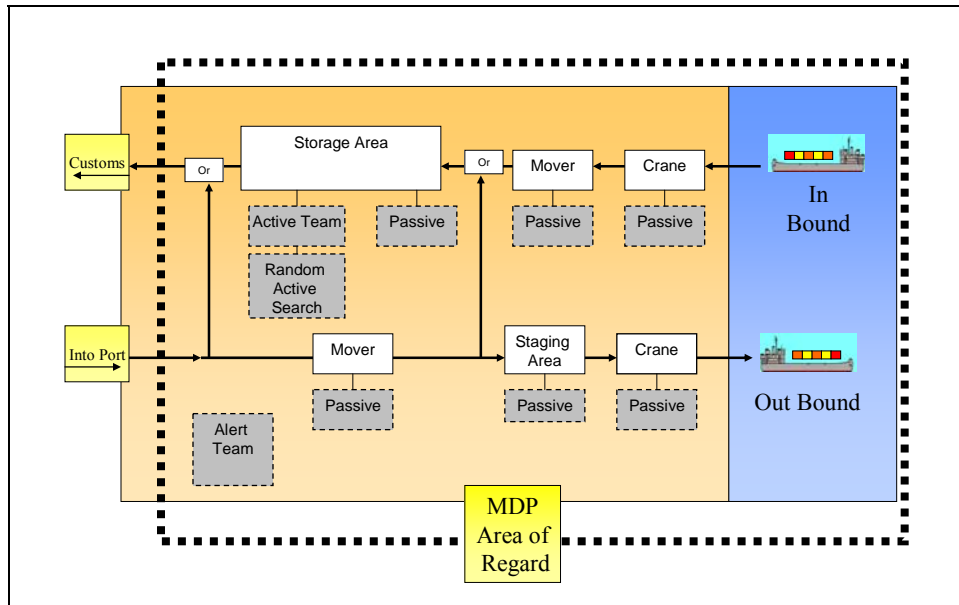 Storage Area
Customs
Or
Or
Mover
Crane
In
Bound
Active Team
Passive
Passive
Passive
Random
Active
Search
Into Port
Mover
Staging
Area
Crane
Out Bound
Passive
Passive
Passive
Alert
Team
MDP
Area of
Regard